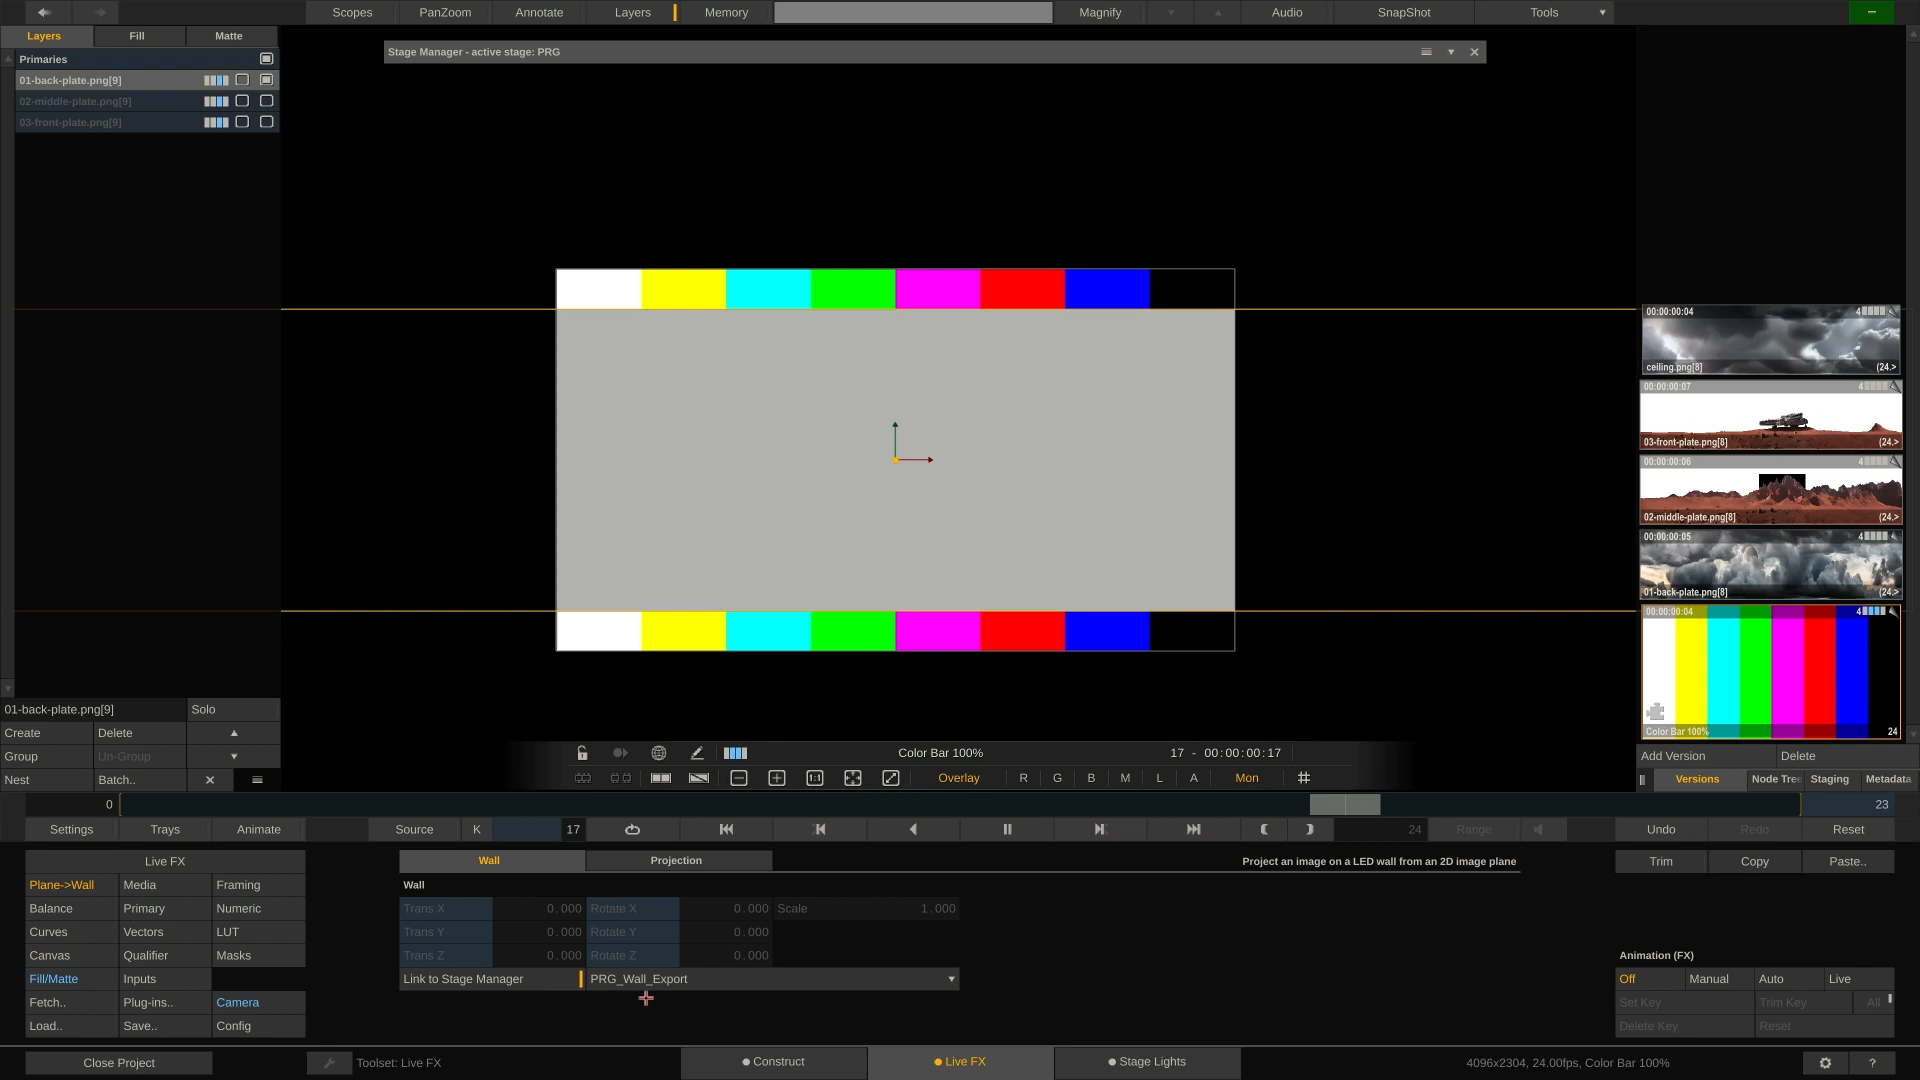 Scopes PanZoom Annotate Layers Memory Magnify Audio SnapShot Tools
Layers Fill Matte
Stage Manager - active stage: PRG
Primaries
01-back-plate.png[9]
02-middle-plate.png[9]
03-front-plate.png[9]
00:00:00:04 4
ceiling.png[8] (24.>
00:00:00:07 4
03-front-plate.png[8] (24.>
00:00:00:06 4
02-middle-plate.png[8] (24.>
00:00:00:05 4
01-back-plate.png[8] (24.>
00:00:00:04 4
Color Bar 100% 24
01-back-plate.png[9] Solo
Create Delete
Group Un-Group
Nest Batch..
Color Bar 100% 17 - 00:00:00:17
1:1 Overlay R G B M L A Mon
Add Version Delete
Versions Node Tree Staging Metadata
0 23
Settings Trays Animate Source K 17 24 Range Undo Redo Reset
Live FX
Wall Projection Project an image on a LED wall from an 2D image plane
Trim Copy Paste..
Plane->Wall Media Framing
Balance Primary Numeric
Curves Vectors LUT
Canvas Qualifier Masks
Fill/Matte Inputs
Fetch.. Plug-ins.. Camera
Load.. Save.. Config
Wall
Trans X 0.000 Rotate X 0.000 Scale 1.000
Trans Y 0.000 Rotate Y 0.000
Trans Z 0.000 Rotate Z 0.000
Link to Stage Manager PRG_Wall_Export
Animation (FX)
Off Manual Auto Live
Set Key Trim Key All
Delete Key Reset
Close Project Toolset: Live FX Construct Live FX Stage Lights 4096x2304, 24.00fps, Color Bar 100% ?